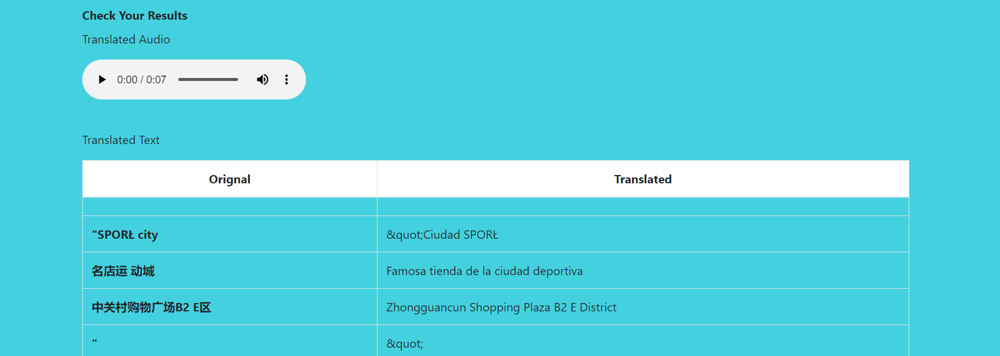 Check Your Results
Translated Audio
0:00 / 0:07
Translated Text
Orignal Translated
"SPORŁ city &quot;Ciudad SPORŁ
名店运 动城 Famosa tienda de la ciudad deportiva
中关村购物广场B2 E区 Zhongguancun Shopping Plaza B2 E District
" &quot;